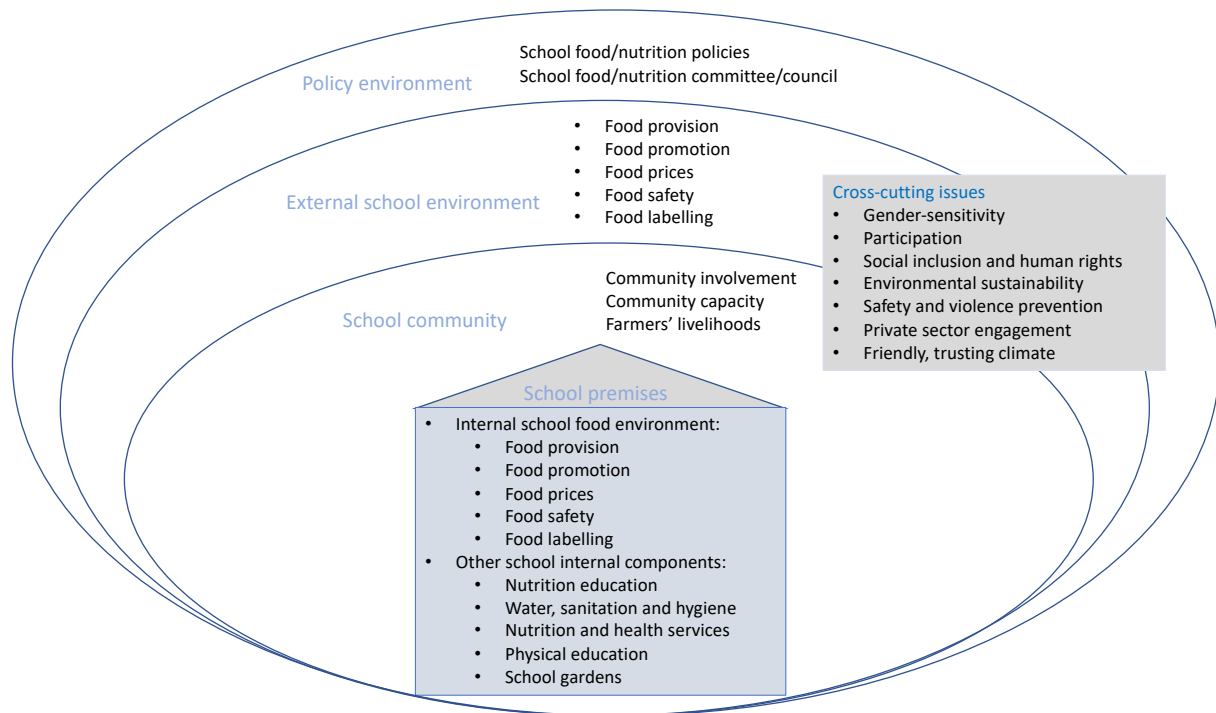 Policy environment
School food/nutrition policies
School food/nutrition committee/council
External school environment
• Food provision
• Food promotion
• Food prices
• Food safety
• Food labelling
Cross-cutting issues
• Gender-sensitivity
• Participation
• Social inclusion and human rights
• Environmental sustainability
• Safety and violence prevention
• Private sector engagement
• Friendly, trusting climate
School community
Community involvement
Community capacity
Farmers’ livelihoods
School premises
• Internal school food environment:
• Food provision
• Food promotion
• Food prices
• Food safety
• Food labelling
• Other school internal components:
• Nutrition education
• Water, sanitation and hygiene
• Nutrition and health services
• Physical education
• School gardens